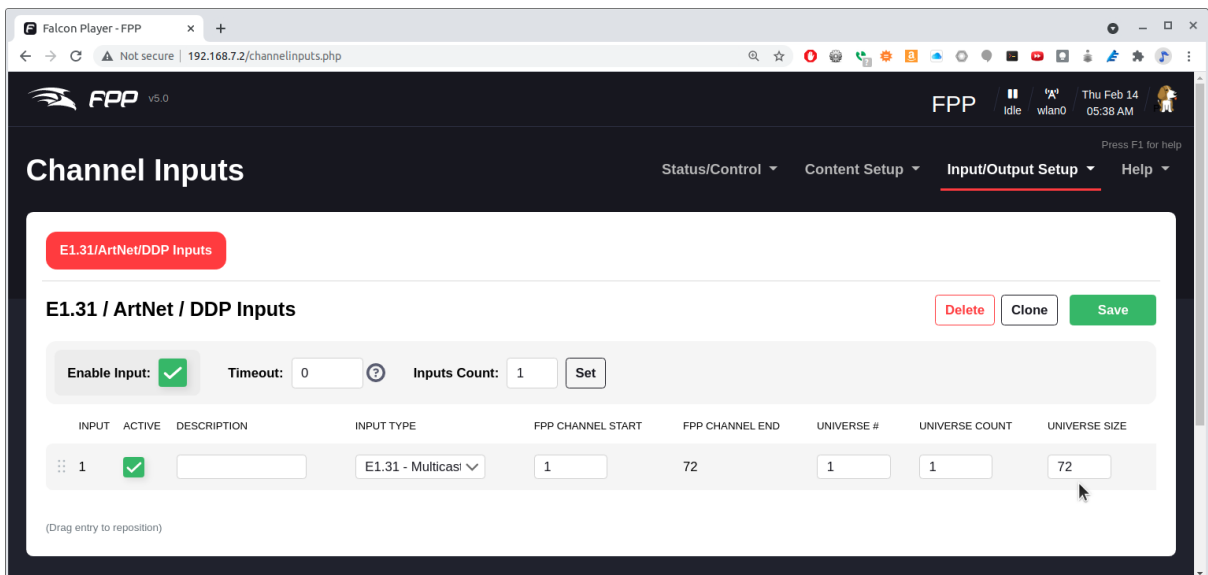 Falcon Player - FPP
Not secure | 192.168.7.2/channelinputs.php
FPP v5.0
FPP Idle wlan0 Thu Feb 14 05:38 AM
Press F1 for help
Channel Inputs Status/Control Content Setup Input/Output Setup Help
E1.31/ArtNet/DDP Inputs
E1.31 / ArtNet / DDP Inputs Delete Clone Save
Enable Input: Timeout: 0 Inputs Count: 1 Set
INPUT ACTIVE DESCRIPTION INPUT TYPE FPP CHANNEL START FPP CHANNEL END UNIVERSE # UNIVERSE COUNT UNIVERSE SIZE
1 E1.31 - Multicast 1 72 1 1 72
(Drag entry to reposition)